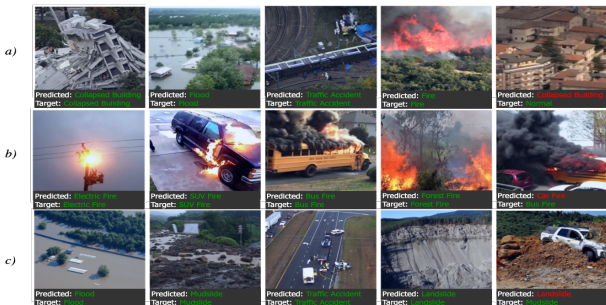 a)
Predicted: Collapsed Building
Target: Collapsed Building
Predicted: Flood
Target: Flood
Predicted: Traffic Accident
Target: Traffic Accident
Predicted: Fire
Target: Fire
Predicted: Collapsed Building
Target: Normal
b)
Predicted: Electric Fire
Target: Electric Fire
Predicted: SUV Fire
Target: SUV Fire
Predicted: Bus Fire
Target: Bus Fire
Predicted: Forest Fire
Target: Forest Fire
Predicted: Car Fire
Target: Bus Fire
c)
Predicted: Flood
Target: Flood
Predicted: Mudslide
Target: Mudslide
Predicted: Traffic Accident
Target: Traffic Accident
Predicted: Landslide
Target: Landslide
Predicted: Landslide
Target: Mudslide